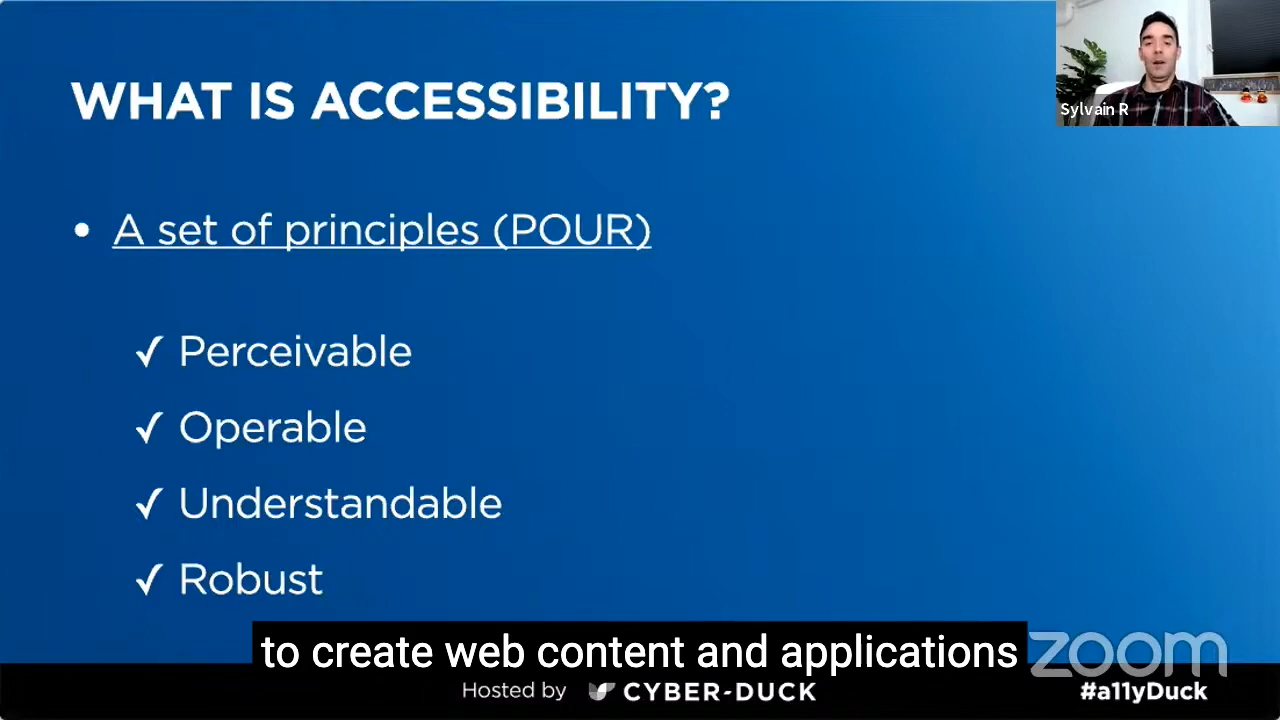 WHAT IS ACCESSIBILITY?
Sylvain R
• A set of principles (POUR)
✓ Perceivable
✓ Operable
✓ Understandable
✓ Robust
to create web content and applications
zoom
Hosted by CYBER-DUCK
#a11yDuck